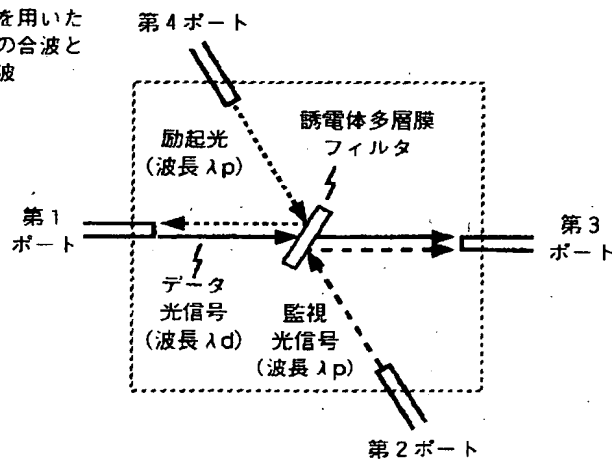 を用いた
の合波と
波
第4ポート
励起光
(波長λp)
誘電体多層膜
フィルタ
第1
ポート
第3
ポート
データ
光信号
(波長λd)
監視
光信号
(波長λp)
第2ポート